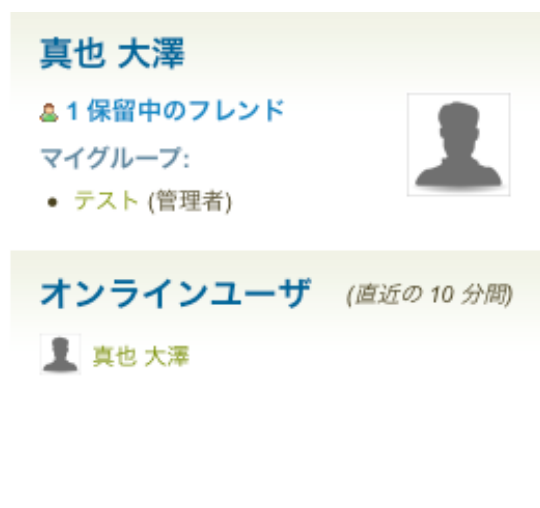 真也 大澤
1 保留中のフレンド
マイグループ:
• テスト (管理者)
オンラインユーザ (直近の 10 分間)
真也 大澤